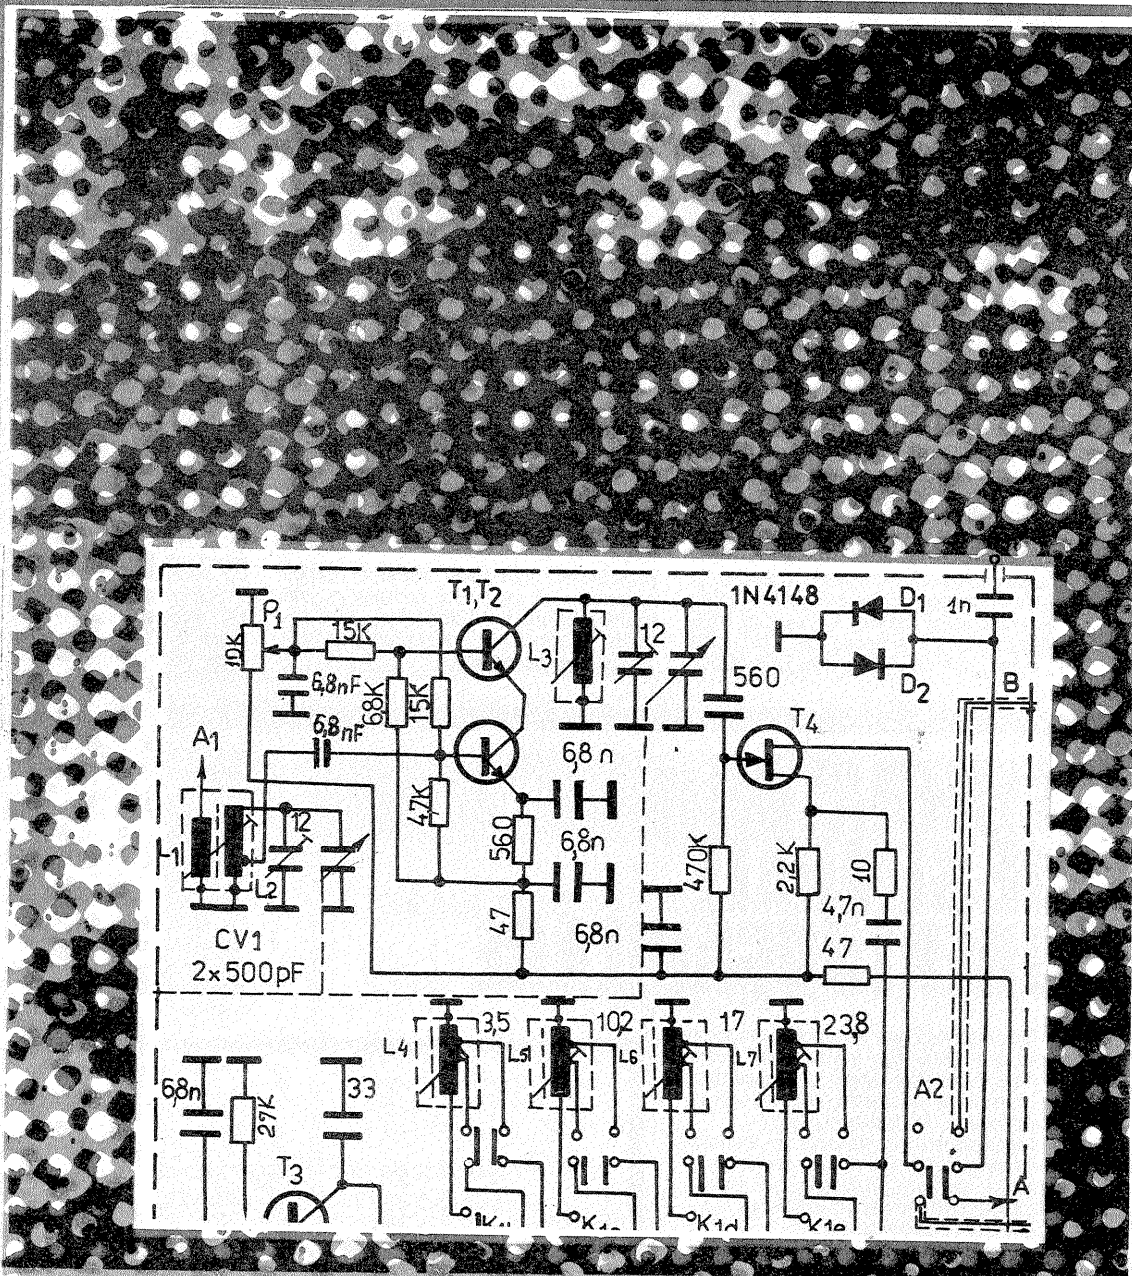 T1,T2
1N4148
D1
1n
P1
10K
15K
L3
12
560
D2
B
6,8nF
68K
15K
T4
A1
6,8nF
6,8n
47K
12
560
6,8n
L1
L2
470K
2,2K
10
4,7n
47
6,8n
47
CV1
2x500pF
3,5
10,2
17
23,8
L4
L5
L6
L7
A2
6,8n
27K
33
T3
A
K1d
K1e